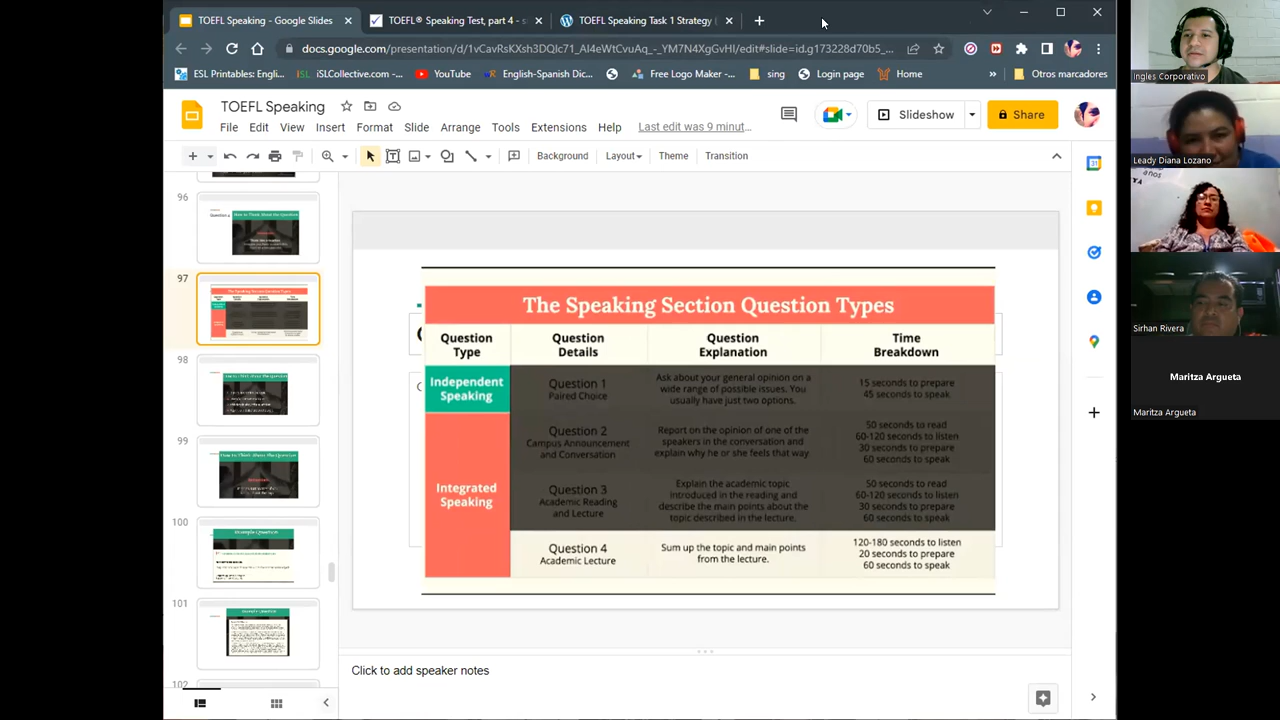 TOEFL Speaking - Google Slides
TOEFL® Speaking Test, part 4 - s
TOEFL Speaking Task 1 Strategy
docs.google.com/presentation/d/1vCavRsKXsh3DQlc71_AI4eWtCvuAq_-_YM7N4XgGvHI/edit#slide=id.g173228d70b5_...
ESL Printables: Engli...
iSLCollective.com -...
YouTube
English-Spanish Dic...
Free Logo Maker -...
sing
Login page
Home
»
Otros marcadores
TOEFL Speaking
File Edit View Insert Format Slide Arrange Tools Extensions Help
Last edit was 9 minut...
Slideshow
Share
Background
Layout
Theme
Transition
96
97
98
99
100
101
102
The Speaking Section Question Types
Question Type
Question Details
Question Explanation
Time Breakdown
Independent Speaking
Question 1
Paired Choice
Ask about your general opinion on a
wide range of possible issues. You
usually have just two options.
15 seconds to prepare
45 seconds to speak
Integrated Speaking
Question 2
Campus Announcement
and Conversation
Report on the opinion of one of the
speakers in the conversation and
explain why he or she feels that way.
50 seconds to read
60-120 seconds to listen
30 seconds to prepare
60 seconds to speak
Question 3
Academic Reading
and Lecture
Explain the academic topic
introduced in the reading and
describe the main points about the
topic described in the lecture.
50 seconds to read
60-120 seconds to listen
30 seconds to prepare
60 seconds to speak
Question 4
Academic Lecture
Sum up the topic and main points
from the lecture.
120-180 seconds to listen
20 seconds to prepare
60 seconds to speak
Click to add speaker notes
Ingles Corporativo
Leady Diana Lozano
años
Sirhan Rivera
Maritza Argueta
Maritza Argueta